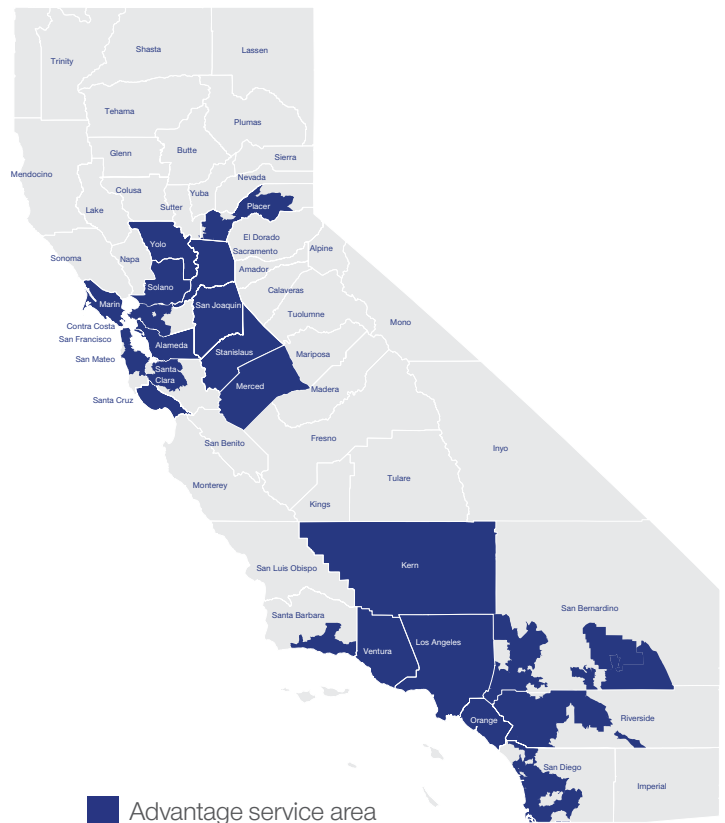 Shasta
Lassen
Trinity
Tehama
Plumas
Butte
Glenn
Sierra
Mendocino
Nevada
Colusa
Yuba
Placer
Lake
Sutter
El Dorado
Yolo
Alpine
Sacramento
Sonoma
Napa
Amador
Solano
Calaveras
Marin
San Joaquin
Tuolumne
Mono
Contra Costa
San Francisco
Alameda
Stanislaus
Mariposa
San Mateo
Santa
Clara
Merced
Madera
Santa Cruz
Fresno
San Benito
Inyo
Tulare
Monterey
Kings
Kern
San Luis Obispo
San Bernardino
Santa Barbara
Los Angeles
Ventura
Orange
Riverside
San Diego
Imperial
Advantage service area